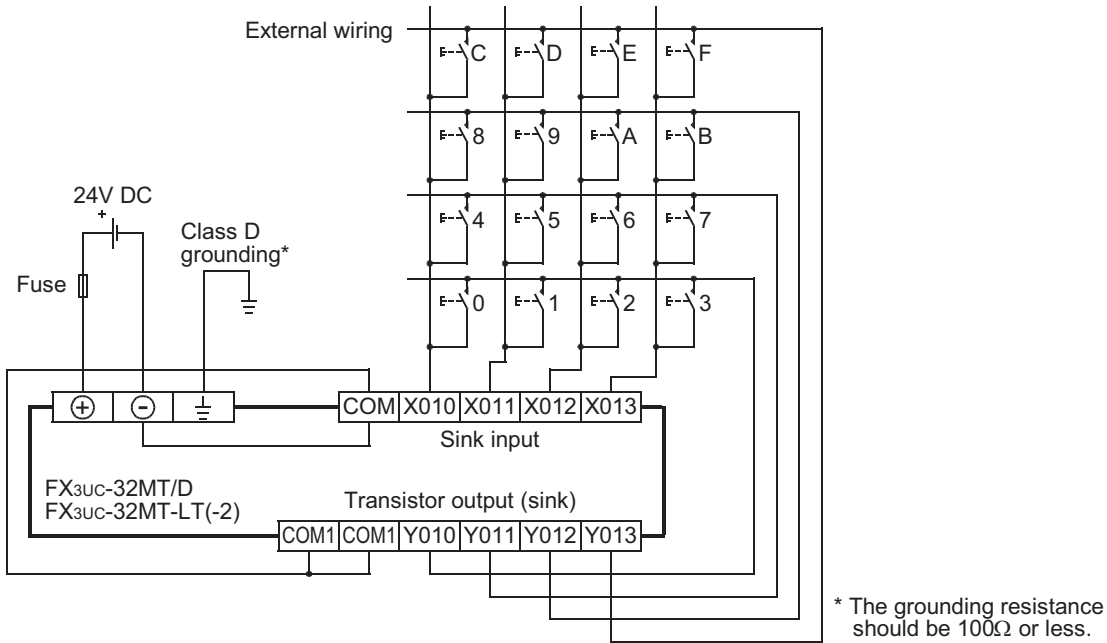 External wiring
C D E F
8 9 A B
24V DC
+
4 5 6 7
Class D
grounding*
Fuse
0 1 2 3
+ - COM X010 X011 X012 X013
Sink input
FX3UC-32MT/D
FX3UC-32MT-LT(-2)
Transistor output (sink)
COM1 COM1 Y010 Y011 Y012 Y013
* The grounding resistance
should be 100Ω or less.